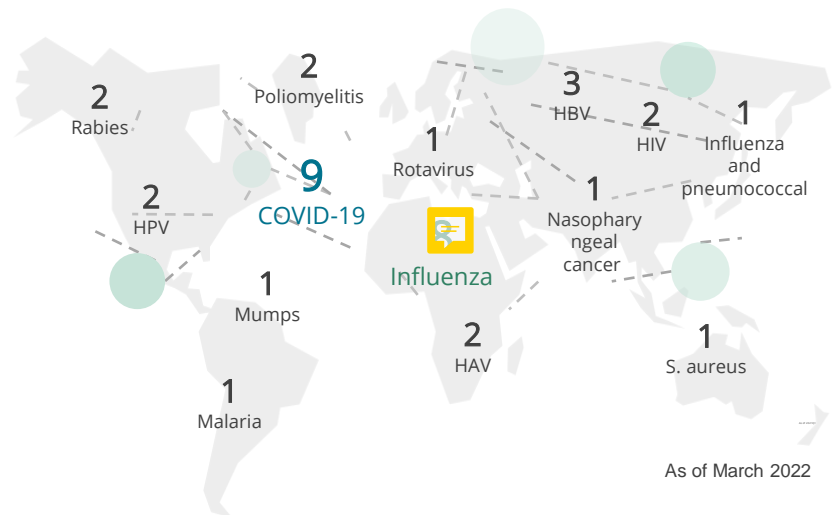 2
Poliomyelitis
2
Rabies
3
HBV
2
HIV
1
Influenza
and
pneumococcal
1
Rotavirus
9
COVID-19
2
HPV
1
Nasophary
ngeal
cancer
Influenza
1
Mumps
2
HAV
1
S. aureus
1
Malaria
As of March 2022